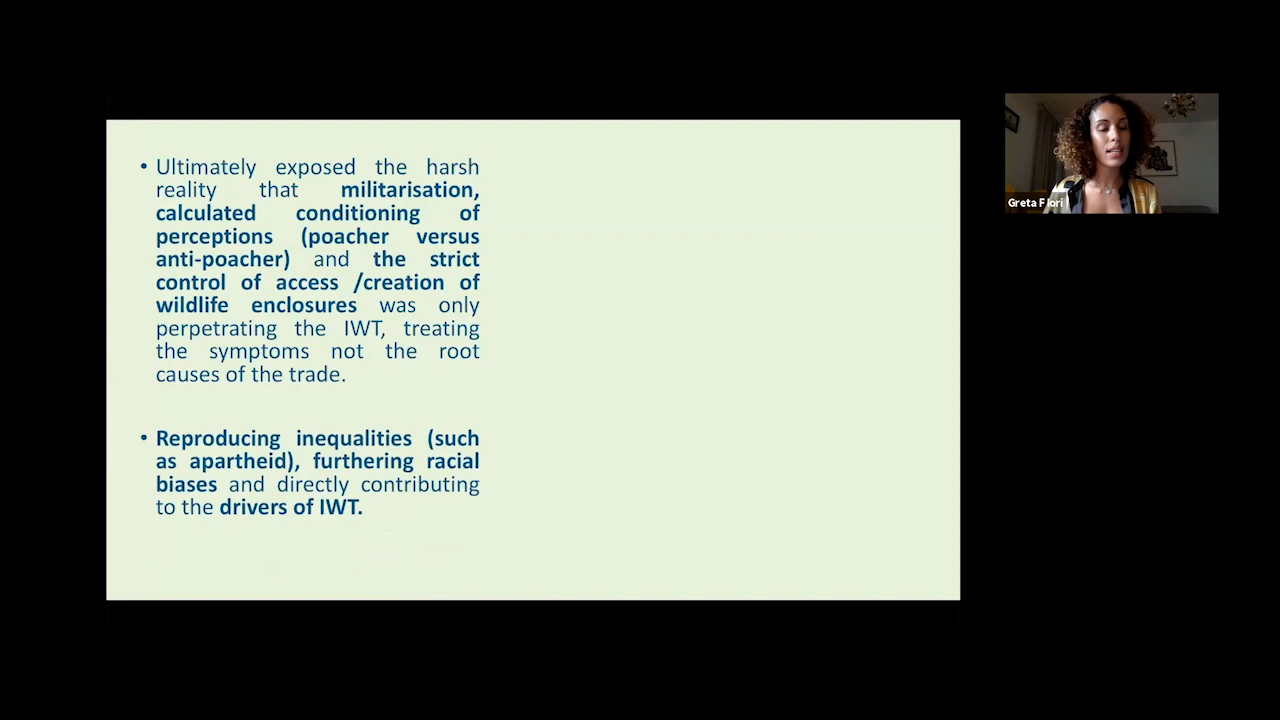 • Ultimately exposed the harsh
reality that militarisation,
calculated conditioning of
perceptions (poacher versus
anti-poacher) and the strict
control of access /creation of
wildlife enclosures was only
perpetrating the IWT, treating
the symptoms not the root
causes of the trade.
• Reproducing inequalities (such
as apartheid), furthering racial
biases and directly contributing
to the drivers of IWT.
Greta F Iori